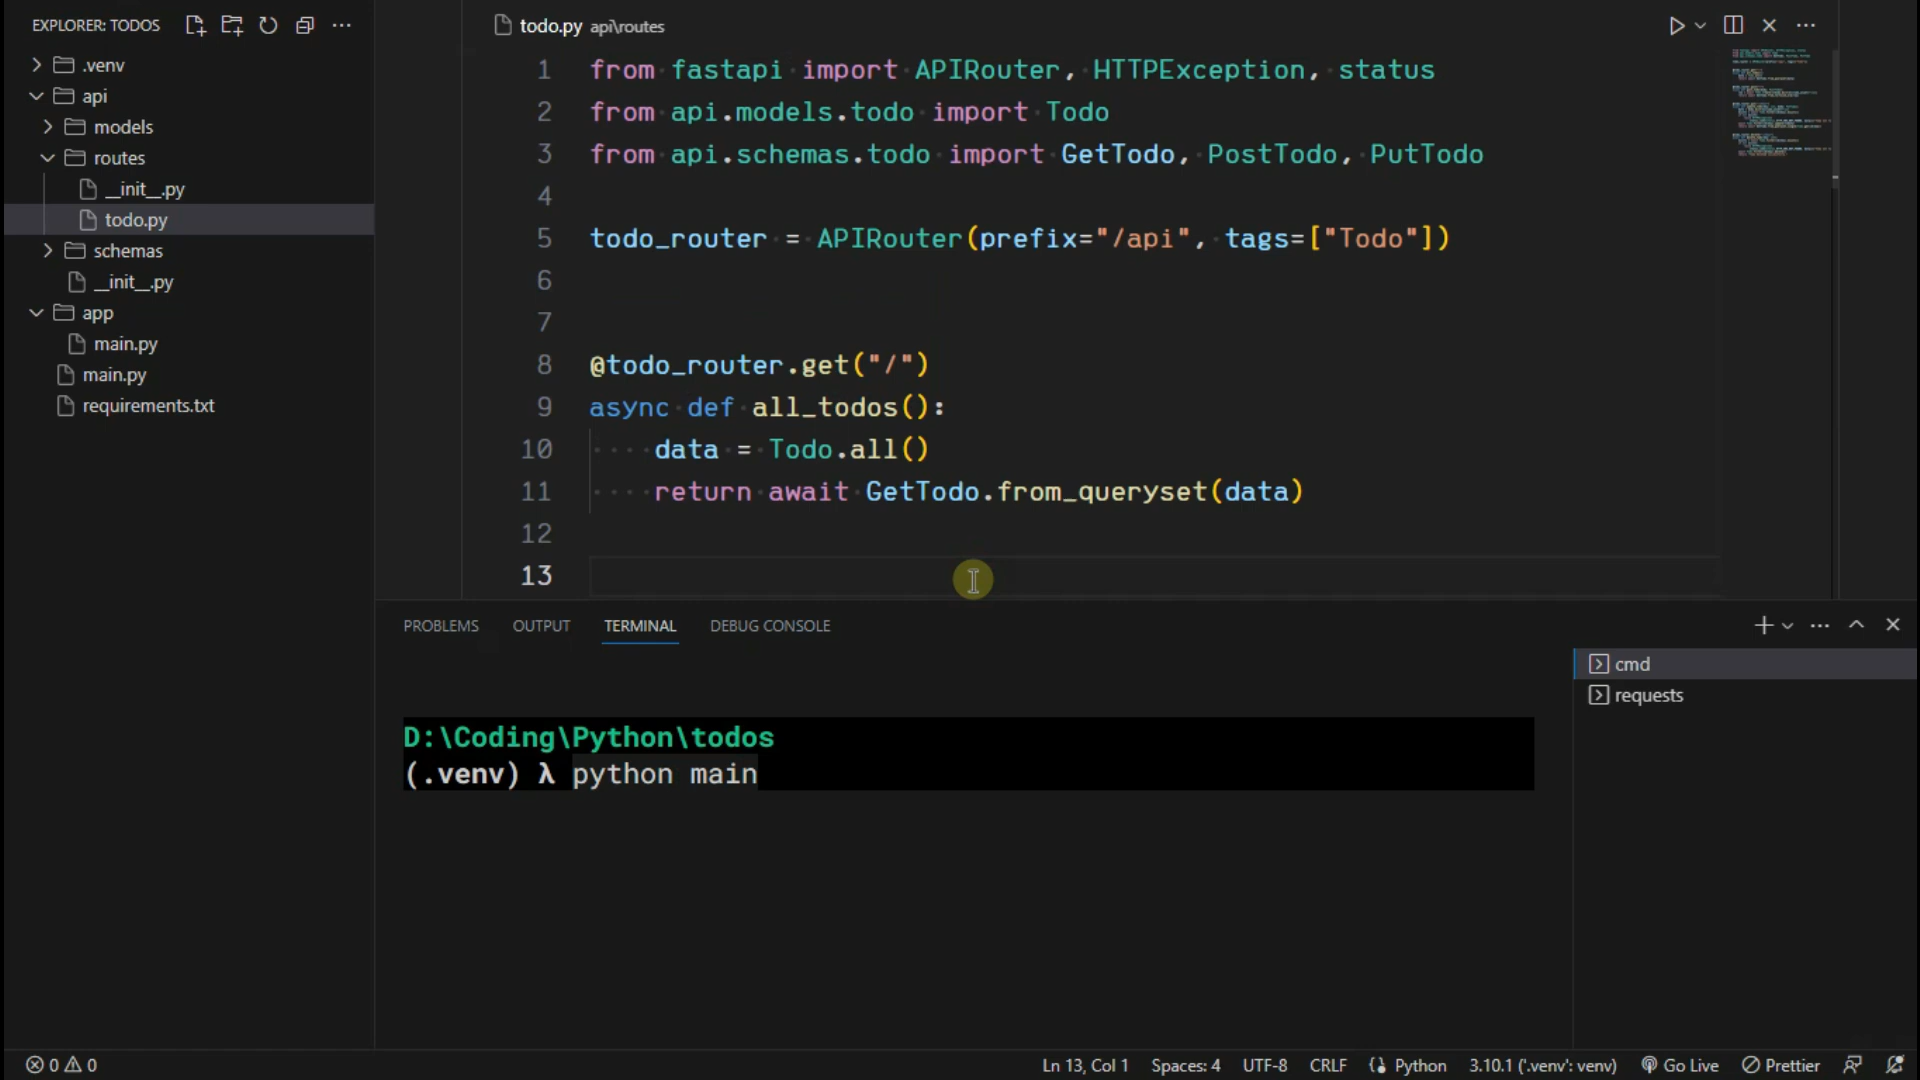 EXPLORER: TODOS
.venv
api
models
routes
__init__.py
todo.py
schemas
__init__.py
app
main.py
main.py
requirements.txt
todo.py api\routes
1 from fastapi import APIRouter, HTTPException, status
2 from api.models.todo import Todo
3 from api.schemas.todo import GetTodo, PostTodo, PutTodo
4
5 todo_router = APIRouter(prefix="/api", tags=["Todo"])
6
7
8 @todo_router.get("/")
9 async def all_todos():
10 data = Todo.all()
11 return await GetTodo.from_queryset(data)
12
13
PROBLEMS OUTPUT TERMINAL DEBUG CONSOLE
D:\Coding\Python\todos
(.venv) λ python main
cmd
requests
0 0 Ln 13, Col 1 Spaces: 4 UTF-8 CRLF Python 3.10.1 ('.venv': venv) Go Live Prettier